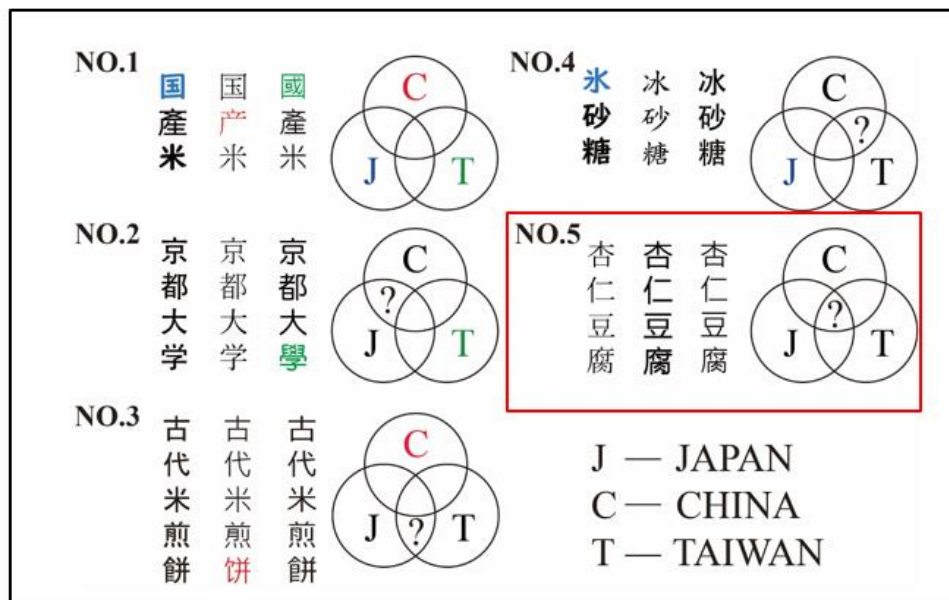 NO.1
国產米
国产米
國產米
C
J T
NO.2
京都大学
京都大学
京都大學
C
?
J T
NO.3
古代米煎餅
古代米煎饼
古代米煎餅
C
J ? T
NO.4
氷砂糖
冰砂糖
冰砂糖
C
?
J T
NO.5
杏仁豆腐
杏仁豆腐
杏仁豆腐
C
?
J T
J — JAPAN
C — CHINA
T — TAIWAN